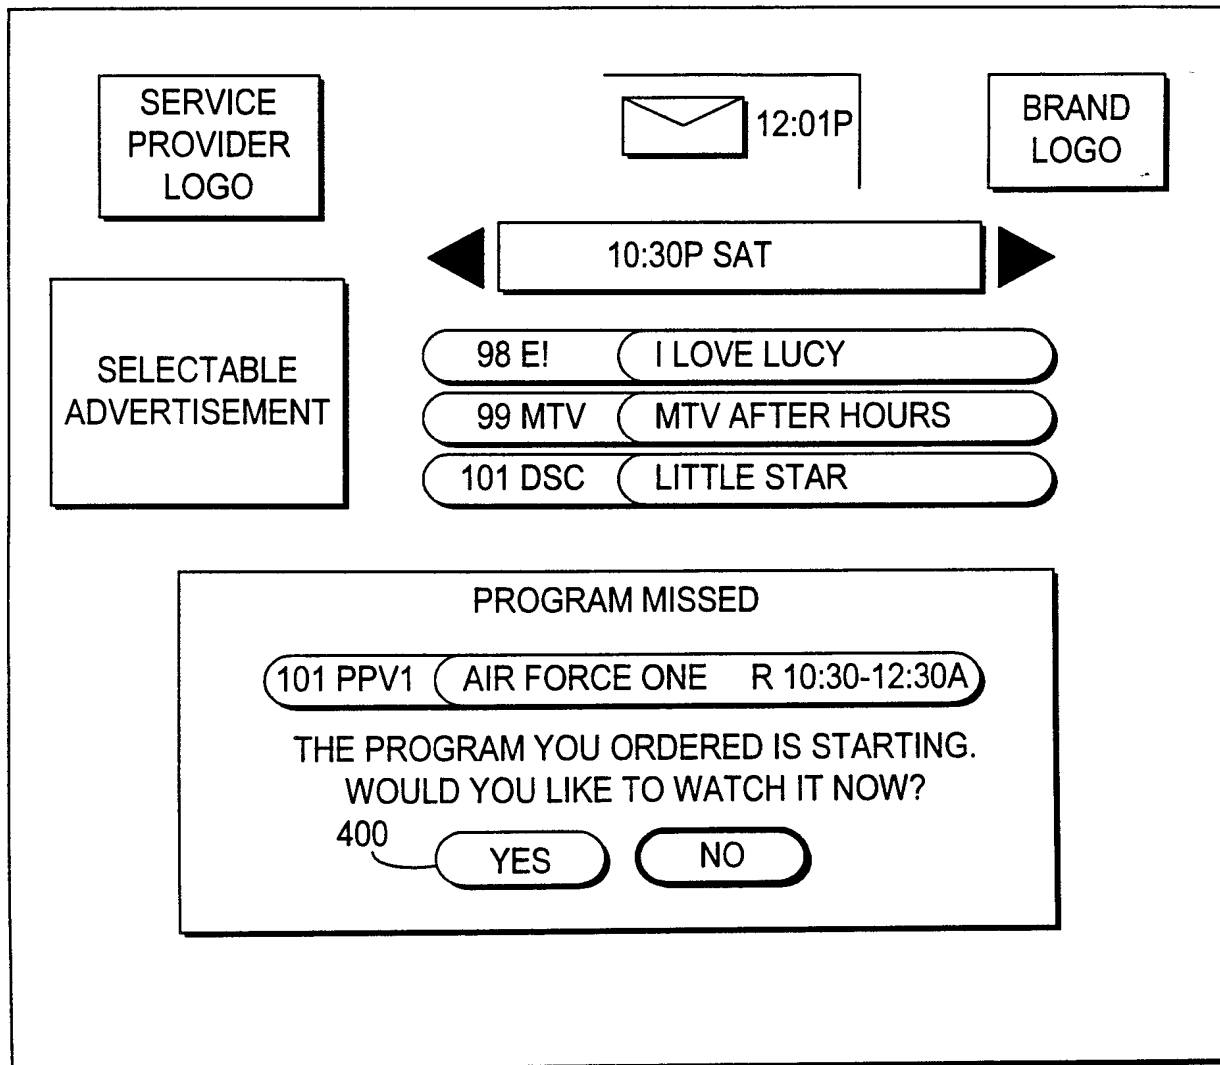 SERVICE
PROVIDER
LOGO
12:01P
BRAND
LOGO
10:30P SAT
SELECTABLE
ADVERTISEMENT
98 E! I LOVE LUCY
99 MTV MTV AFTER HOURS
101 DSC LITTLE STAR
PROGRAM MISSED
101 PPV1 AIR FORCE ONE R 10:30-12:30A
THE PROGRAM YOU ORDERED IS STARTING.
WOULD YOU LIKE TO WATCH IT NOW?
400
YES NO